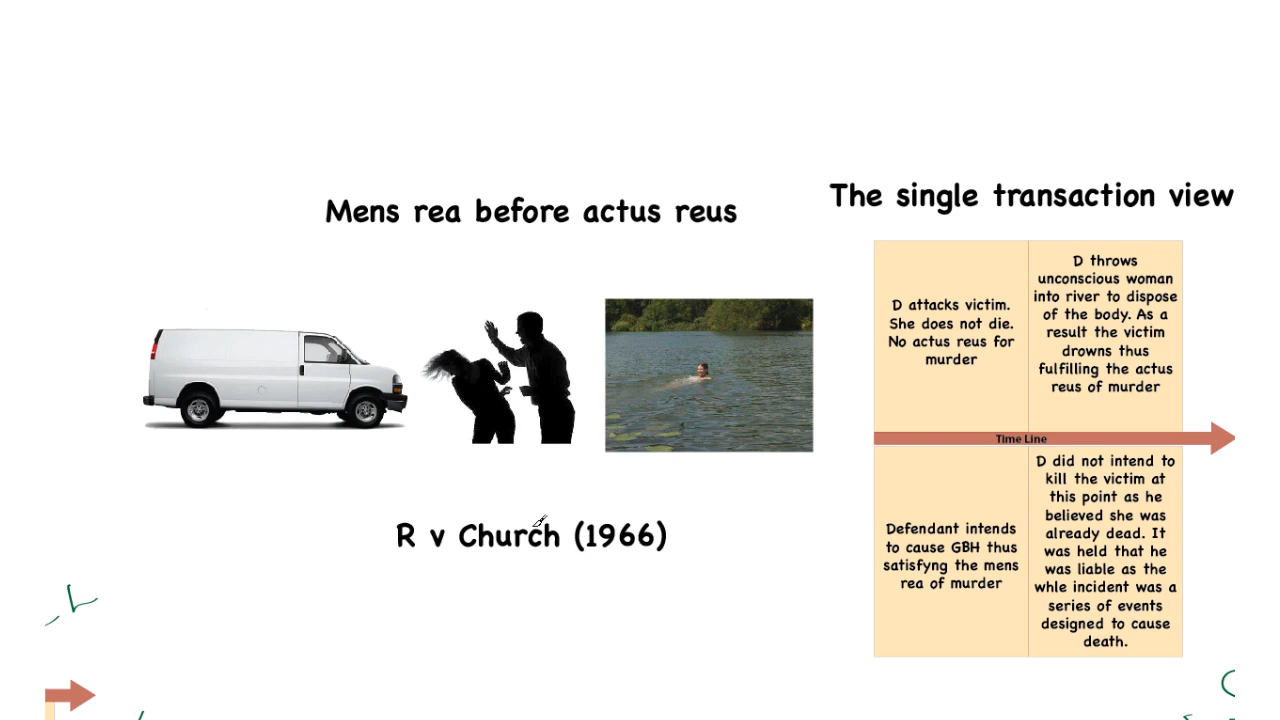 Mens rea before actus reus
R v Church (1966)
The single transaction view
D attacks victim.
She does not die.
No actus reus for
murder
D throws
unconscious woman
into river to dispose
of the body. As a
result the victim
drowns thus
fulfilling the actus
reus of murder
Time Line
Defendant intends
to cause GBH thus
satisfyng the mens
rea of murder
D did not intend to
kill the victim at
this point as he
believed she was
already dead. It
was held that he
was liable as the
whle incident was a
series of events
designed to cause
death.